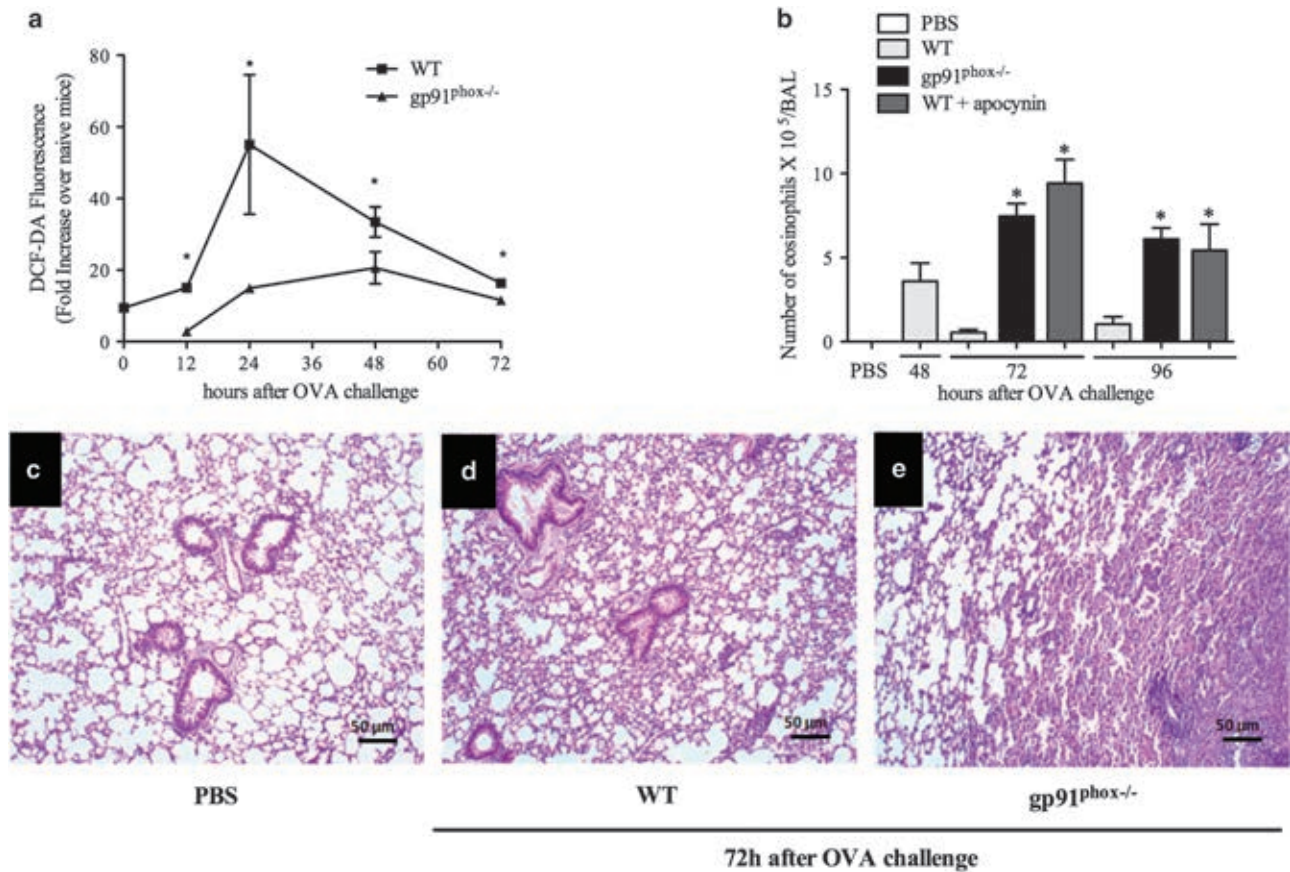 a
80
60
40
20
0
DCF-DA Fluorescence
(Fold Increase over naive mice)
WT
gp91phox-/-
*
*
*
*
0 12 24 36 48 60 72
hours after OVA challenge
b
PBS
WT
gp91phox-/-
WT + apocynin
15
10
5
0
Number of eosinophils X 10 5/BAL
*
*
*
*
PBS 48 72 96
hours after OVA challenge
c
50 µm
d
50 µm
e
50 µm
PBS
WT
gp91phox-/-
72h after OVA challenge